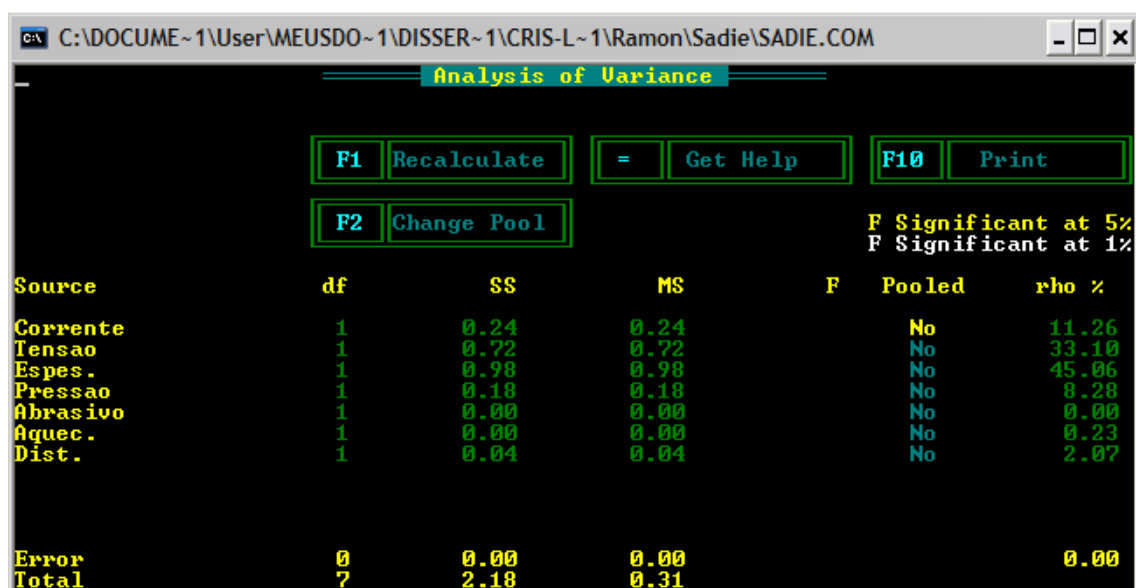 C:\DOCUME~1\User\MEUSDO~1\DISSER~1\CRIS-L~1\Ramon\Sadie\SADIE.COM
Analysis of Variance
F1 Recalculate = Get Help F10 Print
F2 Change Pool
F Significant at 5%
F Significant at 1%
Source df SS MS F Pooled rho %
Corrente 1 0.24 0.24 No 11.26
Tensao 1 0.72 0.72 No 33.10
Espes. 1 0.98 0.98 No 45.06
Pressao 1 0.18 0.18 No 8.28
Abrasivo 1 0.00 0.00 No 0.00
Aquec. 1 0.00 0.00 No 0.23
Dist. 1 0.04 0.04 No 2.07
Error 0 0.00 0.00 0.00
Total 7 2.18 0.31